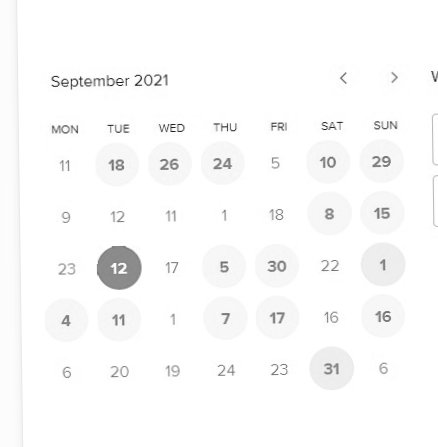 September 2021
W
MON TUE WED THU FRI SAT SUN
11 18 26 24 5 10 29
9 12 11 1 18 8 15
23 12 17 5 30 22 1
4 11 1 7 17 16 16
6 20 19 24 23 31 6